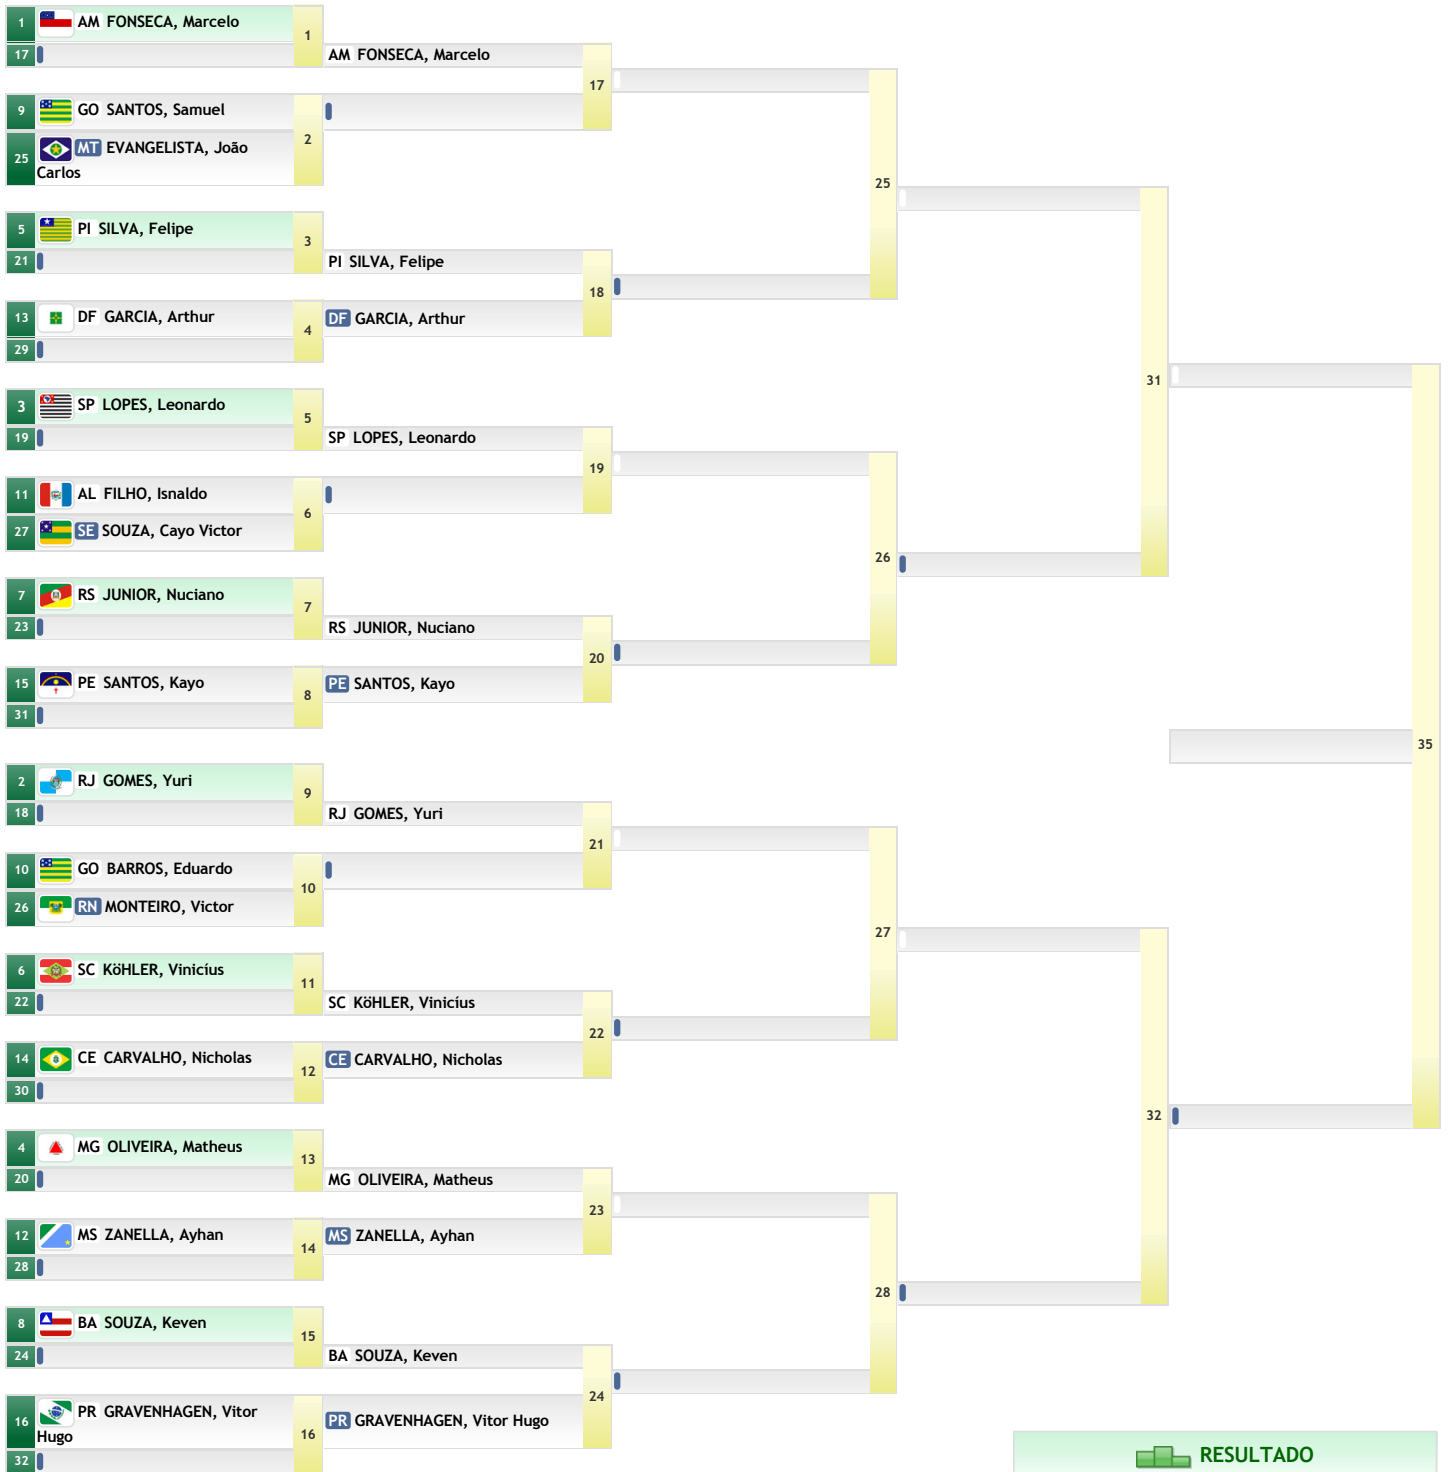 1 AM FONSECA, Marcelo
1
17
AM FONSECA, Marcelo
17
9 GO SANTOS, Samuel
2
25 MT EVANGELISTA, João
Carlos
25
5 PI SILVA, Felipe
3
21
PI SILVA, Felipe
18
13 DF GARCIA, Arthur
4
DF GARCIA, Arthur
29
31
3 SP LOPES, Leonardo
5
19
SP LOPES, Leonardo
19
11 AL FILHO, Isnaldo
6
27 SE SOUZA, Cayo Victor
26
7 RS JUNIOR, Nuciano
7
23
RS JUNIOR, Nuciano
20
15 PE SANTOS, Kayo
8
PE SANTOS, Kayo
31
35
2 RJ GOMES, Yuri
9
18
RJ GOMES, Yuri
21
10 GO BARROS, Eduardo
10
26 RN MONTEIRO, Victor
27
6 SC KöHLER, Vinicíus
11
22
SC KöHLER, Vinicíus
22
14 CE CARVALHO, Nicholas
12
CE CARVALHO, Nicholas
30
32
4 MG OLIVEIRA, Matheus
13
20
MG OLIVEIRA, Matheus
23
12 MS ZANELLA, Ayhan
14
MS ZANELLA, Ayhan
28
28
8 BA SOUZA, Keven
15
24
BA SOUZA, Keven
24
16 PR GRAVENHAGEN, Vitor
Hugo
16
PR GRAVENHAGEN, Vitor Hugo
32
RESULTADO